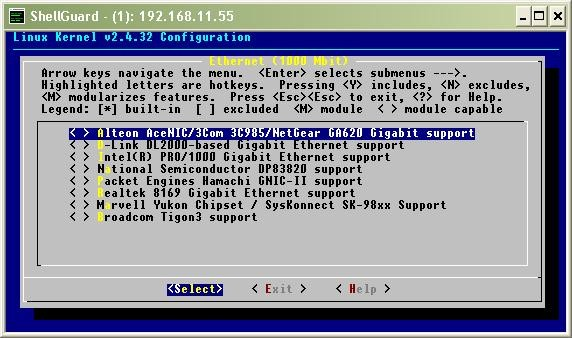 ShellGuard - (1): 192.168.11.55
Linux Kernel v2.4.32 Configuration
Ethernet (1000 Mbit)
Arrow keys navigate the menu. <Enter> selects submenus --->.
Highlighted letters are hotkeys. Pressing <Y> includes, <N> excludes,
<M> modularizes features. Press <Esc><Esc> to exit, <?> for Help.
Legend: [*] built-in [ ] excluded <M> module < > module capable
< > Alteon AceNIC/3Com 3C985/NetGear GA620 Gigabit support
< > D-Link DL2000-based Gigabit Ethernet support
< > Intel(R) PRO/1000 Gigabit Ethernet support
< > National Semiconductor DP83820 support
< > Packet Engines Hamachi GNIC-II support
< > Realtek 8169 Gigabit Ethernet support
< > Marvell Yukon Chipset / SysKonnect SK-98xx Support
< > Broadcom Tigon3 support
<Select> < Exit > < Help >